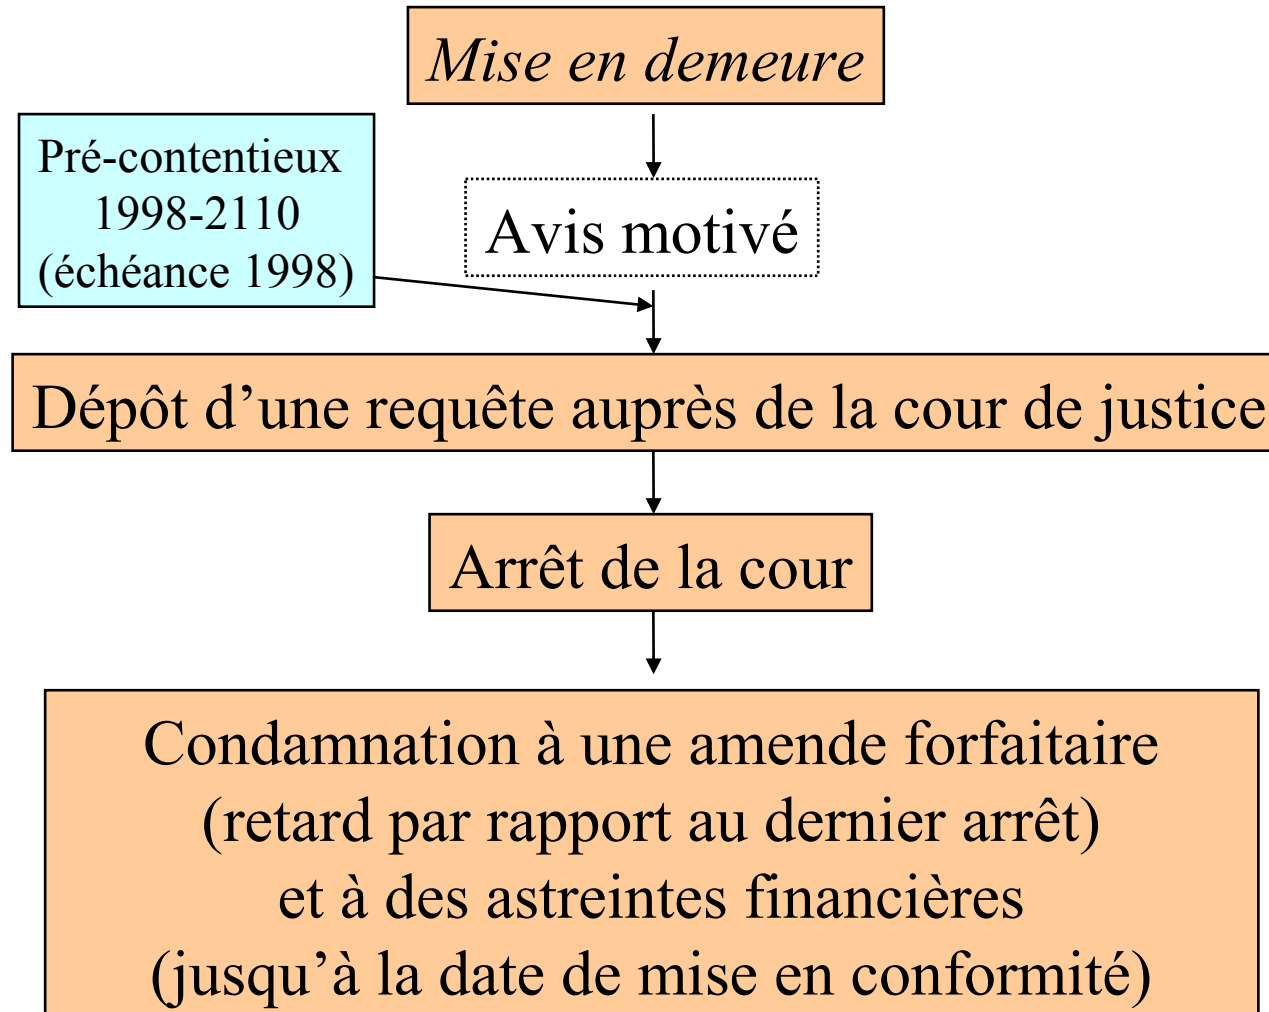 Mise en demeure
Pré-contentieux
1998-2110
(échéance 1998)
Avis motivé
Dépôt d’une requête auprès de la cour de justice
Arrêt de la cour
Condamnation à une amende forfaitaire
(retard par rapport au dernier arrêt)
et à des astreintes financières
(jusqu’à la date de mise en conformité)